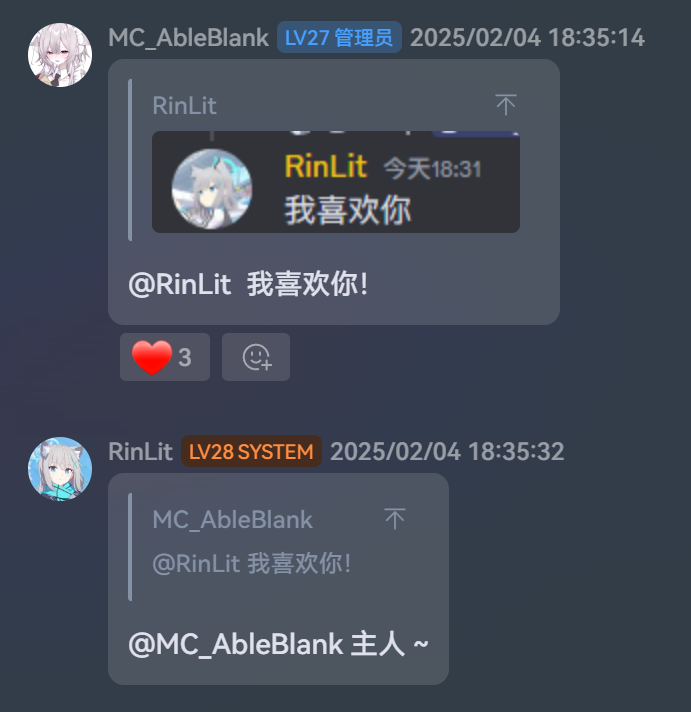 MC_AbleBlank LV27 管理员 2025/02/04 18:35:14
RinLit
RinLit 今天18:31
我喜欢你
@RinLit 我喜欢你!
3
RinLit LV28 SYSTEM 2025/02/04 18:35:32
MC_AbleBlank
@RinLit 我喜欢你!
@MC_AbleBlank 主人 ~